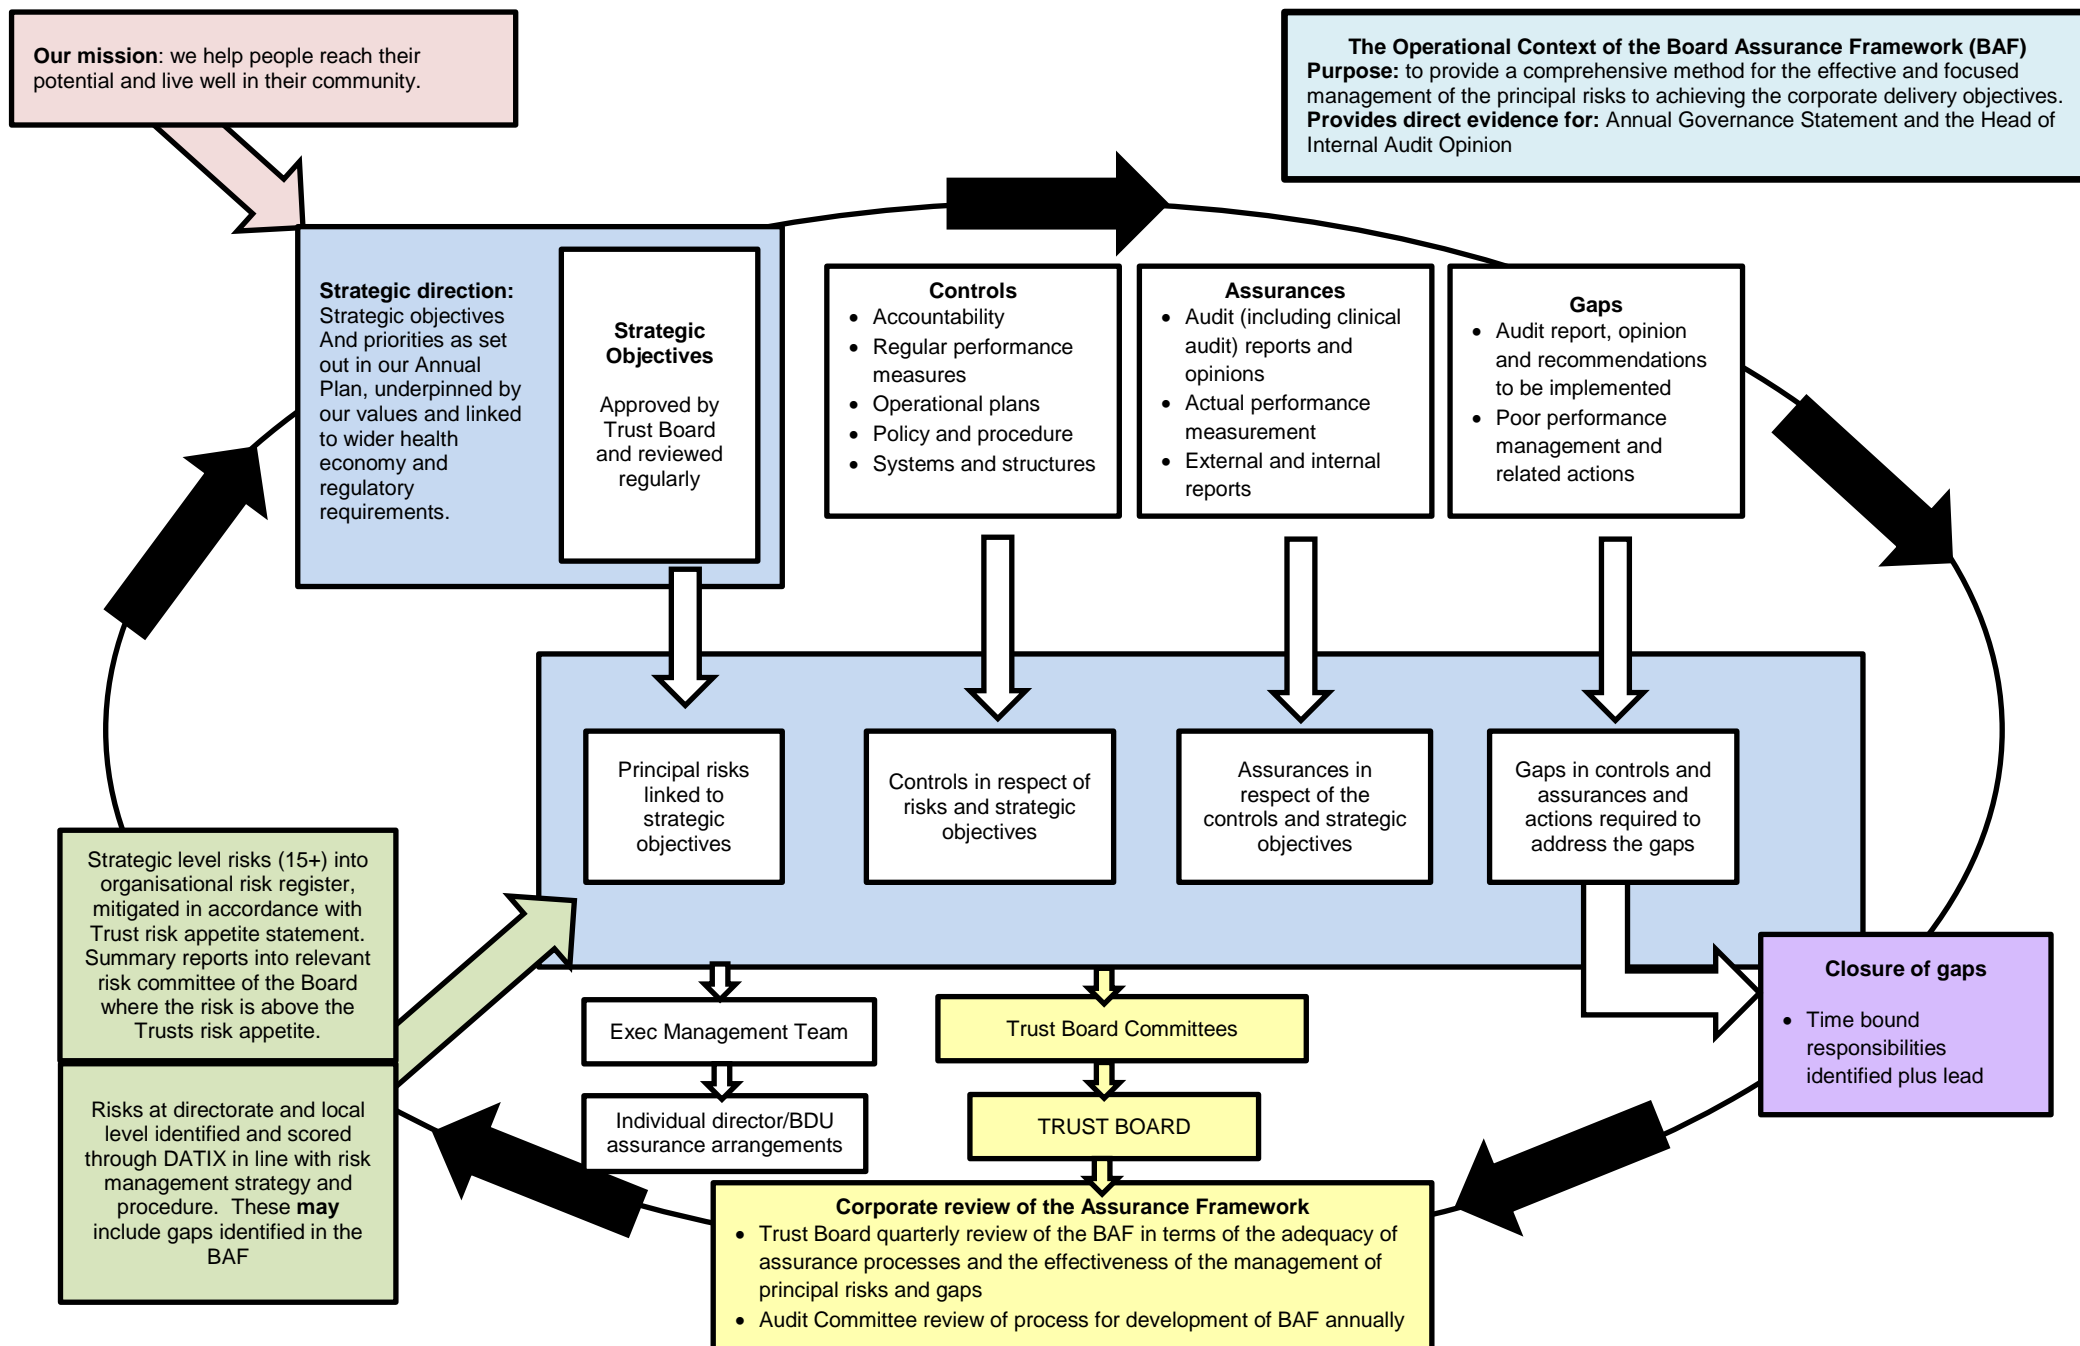 Our mission: we help people reach their
potential and live well in their community.
The Operational Context of the Board Assurance Framework (BAF)
Purpose: to provide a comprehensive method for the effective and focused
management of the principal risks to achieving the corporate delivery objectives.
Provides direct evidence for: Annual Governance Statement and the Head of
Internal Audit Opinion
Strategic direction:
Strategic objectives
And priorities as set
out in our Annual
Plan, underpinned by
our values and linked
to wider health
economy and
regulatory
requirements.
Strategic
Objectives
Approved by
Trust Board
and reviewed
regularly
Controls
• Accountability
• Regular performance
measures
• Operational plans
• Policy and procedure
• Systems and structures
Assurances
• Audit (including clinical
audit) reports and
opinions
• Actual performance
measurement
• External and internal
reports
Gaps
• Audit report, opinion
and recommendations
to be implemented
• Poor performance
management and
related actions
Principal risks
linked to
strategic
objectives
Controls in respect of
risks and strategic
objectives
Assurances in
respect of the
controls and strategic
objectives
Gaps in controls and
assurances and
actions required to
address the gaps
Strategic level risks (15+) into
organisational risk register,
mitigated in accordance with
Trust risk appetite statement.
Summary reports into relevant
risk committee of the Board
where the risk is above the
Trusts risk appetite.
Risks at directorate and local
level identified and scored
through DATIX in line with risk
management strategy and
procedure.  These may
include gaps identified in the
BAF
Exec Management Team
Individual director/BDU
assurance arrangements
Trust Board Committees
TRUST BOARD
Closure of gaps
• Time bound
responsibilities
identified plus lead
Corporate review of the Assurance Framework
• Trust Board quarterly review of the BAF in terms of the adequacy of
assurance processes and the effectiveness of the management of
principal risks and gaps
• Audit Committee review of process for development of BAF annually